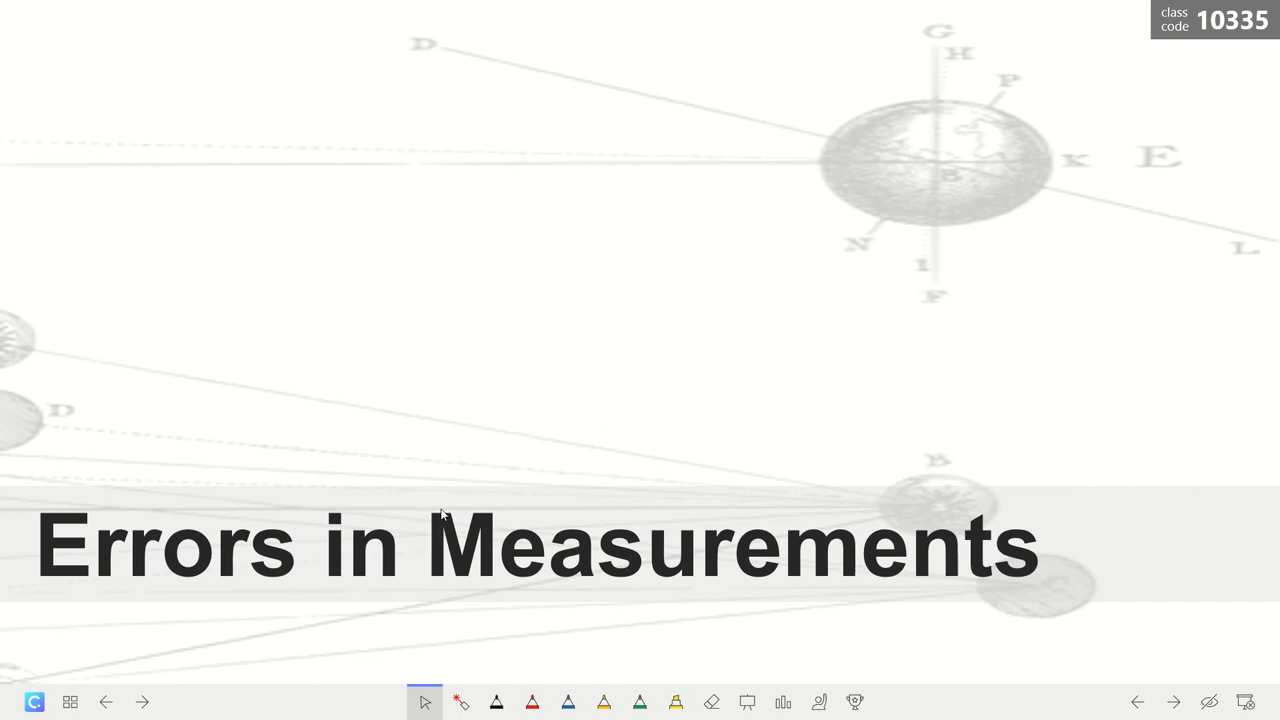 class
code 10335
D
G
H
P
K
E
B
N
L
I
F
D
B
Errors in Measurements
C